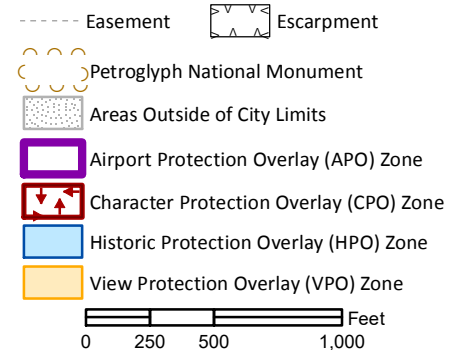 Easement Escarpment
Petroglyph National Monument
Areas Outside of City Limits
Airport Protection Overlay (APO) Zone
Character Protection Overlay (CPO) Zone
Historic Protection Overlay (HPO) Zone
View Protection Overlay (VPO) Zone
Feet
0 250 500 1,000